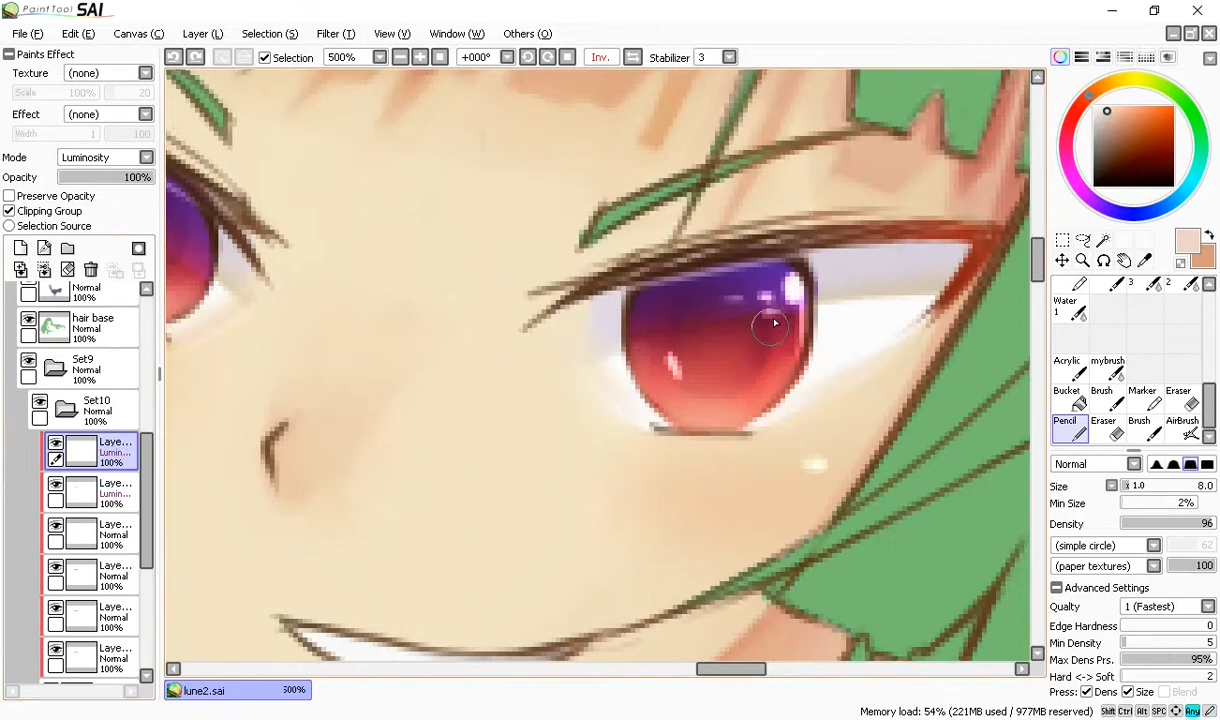 PaintTool SAI
File (F) Edit (E) Canvas (C) Layer (L) Selection (S) Filter (T) View (V) Window (W) Others (O)
Paints Effect
Selection 500% +000° Inv. Stabilizer 3
Texture (none)
Scale 100% 20
Effect (none)
Width 1 100
Mode Luminosity
Opacity 100%
Preserve Opacity
Clipping Group
Selection Source
Normal
100%
hair base
Normal
100%
Set9
Normal
100%
Set10
Normal
100%
Laye...
Lumin...
100%
Laye...
Lumin...
100%
Laye...
Normal
100%
Laye...
Normal
100%
Laye...
Normal
100%
Laye...
Normal
100%
3 2
Water
1
Acrylic mybrush
Bucket Brush Marker Eraser
Pencil Eraser Brush AirBrush
Normal
Size x 1.0 8.0
Min Size 2%
Density 96
(simple circle) 62
(paper textures) 100
Advanced Settings
Qualty 1 (Fastest)
Edge Hardness 0
Min Density 5
Max Dens Prs. 95%
Hard <-> Soft 2
Press: Dens Size Blend
lune2.sai 500%
Memory load: 54% (221MB used / 977MB reserved) Shift Ctrl Alt SPC Any